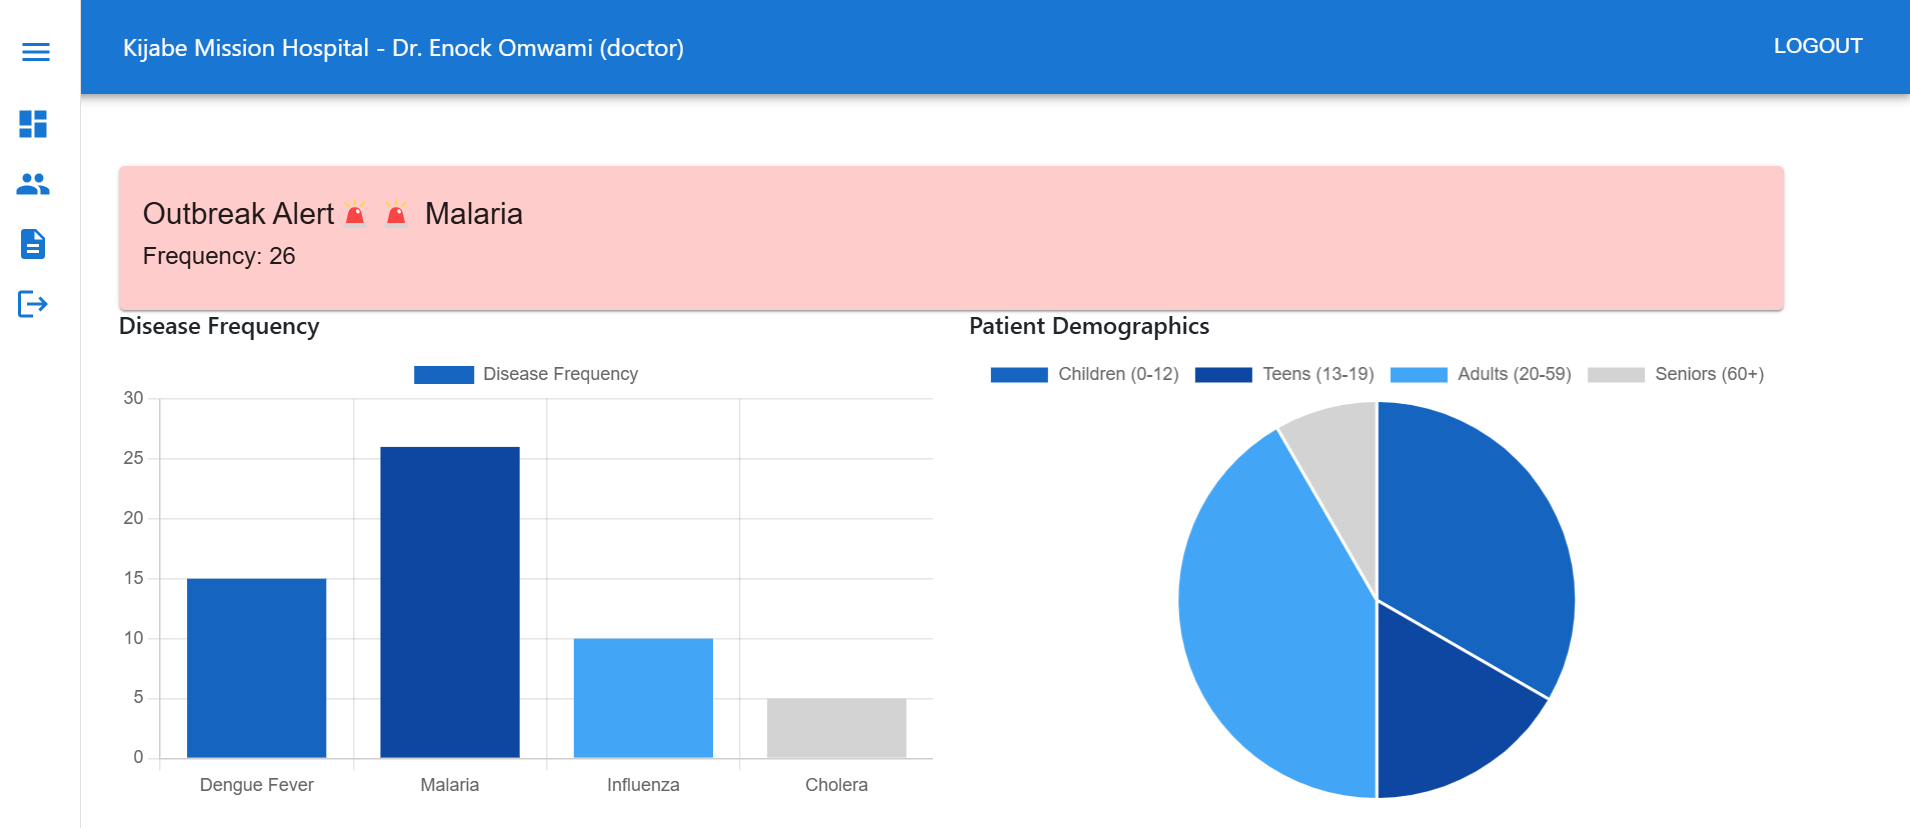 Kijabe Mission Hospital - Dr. Enock Omwami (doctor)
LOGOUT
Outbreak Alert🚨 🚨 Malaria
Frequency: 26
Disease Frequency
Disease Frequency
30
25
20
15
10
5
0
Dengue Fever
Malaria
Influenza
Cholera
Patient Demographics
Children (0-12)
Teens (13-19)
Adults (20-59)
Seniors (60+)